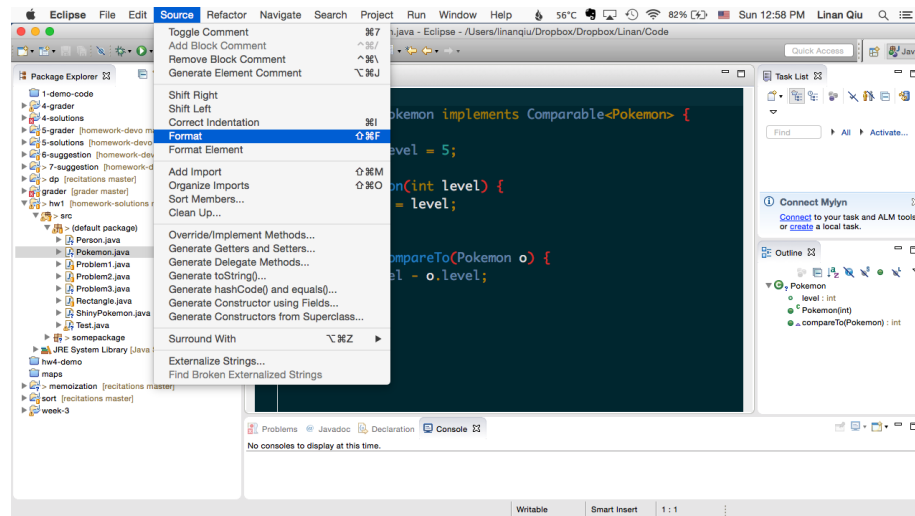 Eclipse File Edit Source Refactor Navigate Search Project Run Window Help 56°C 82% Sun 12:58 PM Linan Qiu
n.java - Eclipse - /Users/linanqiu/Dropbox/Dropbox/Linan/Code
Quick Access Jav
Toggle Comment ⌘7
Add Block Comment ^⌘/
Remove Block Comment ^⌘\
Generate Element Comment ⌥⌘J
Shift Right
Shift Left
Correct Indentation ⌘I
Format ⇧⌘F
Format Element
Add Import ⇧⌘M
Organize Imports ⇧⌘O
Sort Members...
Clean Up...
Override/Implement Methods...
Generate Getters and Setters...
Generate Delegate Methods...
Generate toString()...
Generate hashCode() and equals()...
Generate Constructor using Fields...
Generate Constructors from Superclass...
Surround With ⌥⌘Z
Externalize Strings...
Find Broken Externalized Strings
Package Explorer
1-demo-code
4-grader
4-solutions
5-grader [homework-devo m
5-solutions [homework-devo
6-suggestion [homework-dev
> 7-suggestion [homework-d
> dp [recitations master]
grader [grader master]
> hw1 [homework-solutions
> src
> (default package)
> Person.java
Pokemon.java
Problem1.java
Problem2.java
Problem3.java
Rectangle.java
ShinyPokemon.java
Test.java
> somepackage
JRE System Library [Java
hw4-demo
maps
> memoization [recitations master]
sort [recitations master]
week-3
okemon implements Comparable<Pokemon> {
evel = 5;
on(int level) {
= level;
ompareTo(Pokemon o) {
el - o.level;
Task List
Find All Activate...
Connect Mylyn
Connect to your task and ALM tools
or create a local task.
Outline
Pokemon
level : int
Pokemon(int)
compareTo(Pokemon) : int
Problems @ Javadoc Declaration Console
No consoles to display at this time.
Writable Smart Insert 1 : 1